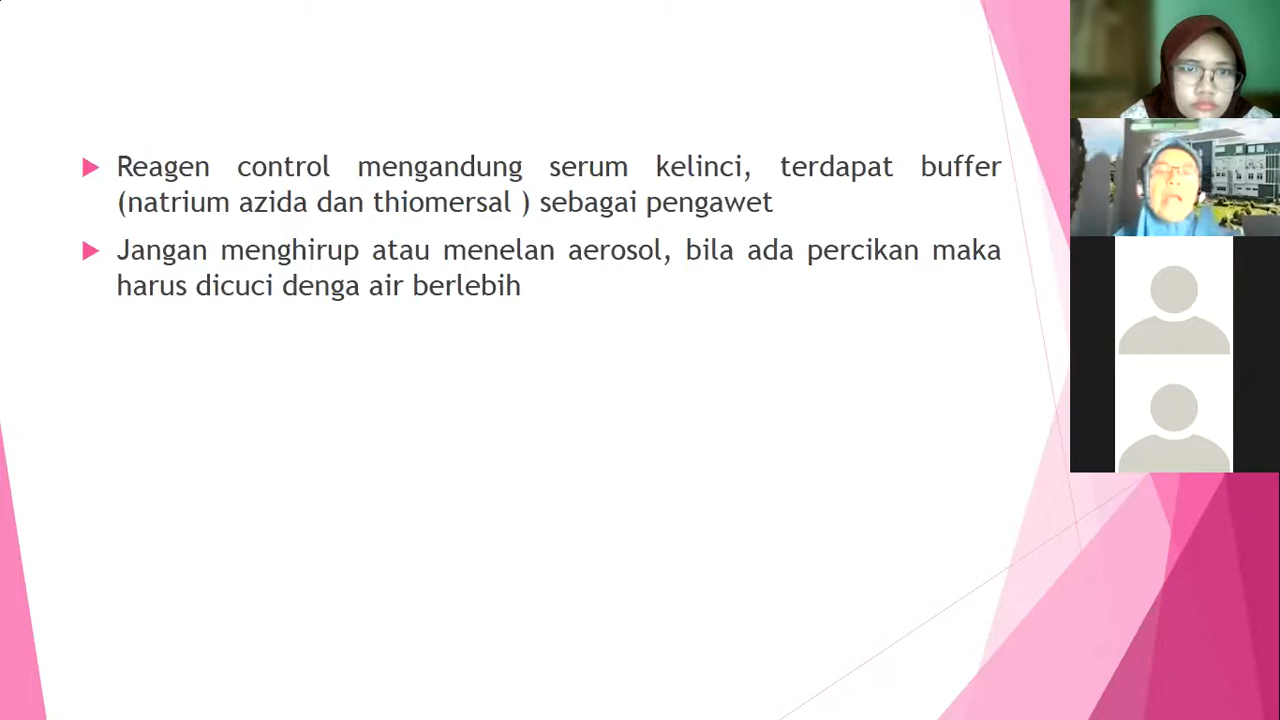 Reagen control mengandung serum kelinci, terdapat buffer
(natrium azida dan thiomersal ) sebagai pengawet
Jangan menghirup atau menelan aerosol, bila ada percikan maka
harus dicuci denga air berlebih